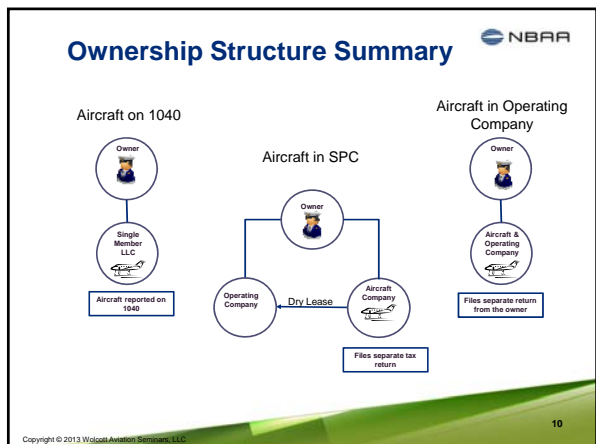 Ownership Structure Summary
NBAA
Aircraft on 1040
Owner
Single
Member
LLC
Aircraft reported on
1040
Aircraft in SPC
Owner
Operating
Company
Dry Lease
Aircraft
Company
Files separate tax
return
Aircraft in Operating
Company
Owner
Aircraft &
Operating
Company
Files separate return
from the owner
10
Copyright © 2013 Wolcott Aviation Seminars, LLC